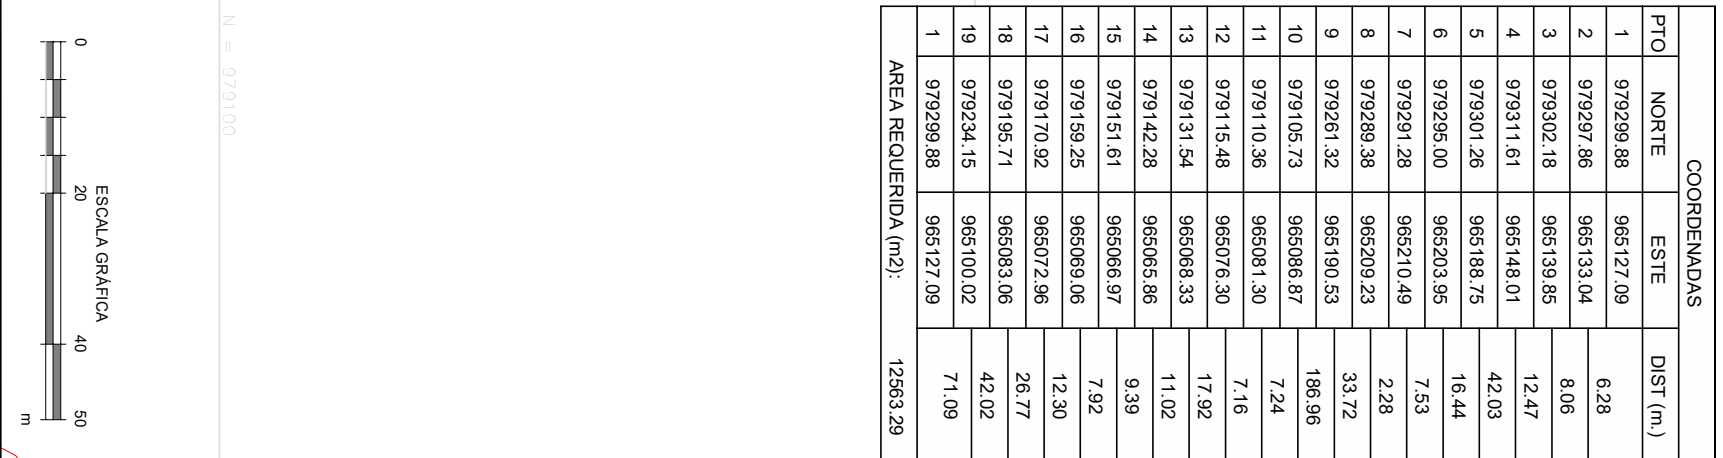 COORDENADAS
PTO NORTE ESTE DIST (m.)
1 979299.88 965127.09
6.28
2 979297.86 965133.04
8.06
3 979302.18 965139.85
12.47
4 979311.61 965148.01
42.03
5 979301.26 965188.75
16.44
6 979295.00 965203.95
7.53
7 979291.28 965210.49
2.28
8 979289.38 965209.23
33.72
9 979261.32 965190.53
186.96
10 979105.73 965086.87
7.24
11 979110.36 965081.30
7.16
12 979115.48 965076.30
17.92
13 979131.54 965068.33
11.02
14 979142.28 965065.86
9.39
15 979151.61 965066.97
7.92
16 979159.25 965069.06
12.30
17 979170.92 965072.96
26.77
18 979195.71 965083.06
42.02
19 979234.15 965100.02
71.09
1 979299.88 965127.09
AREA REQUERIDA (m2): 12563.29
N = 979100
ESCALA GRÁFICA
0 20 40 50
m